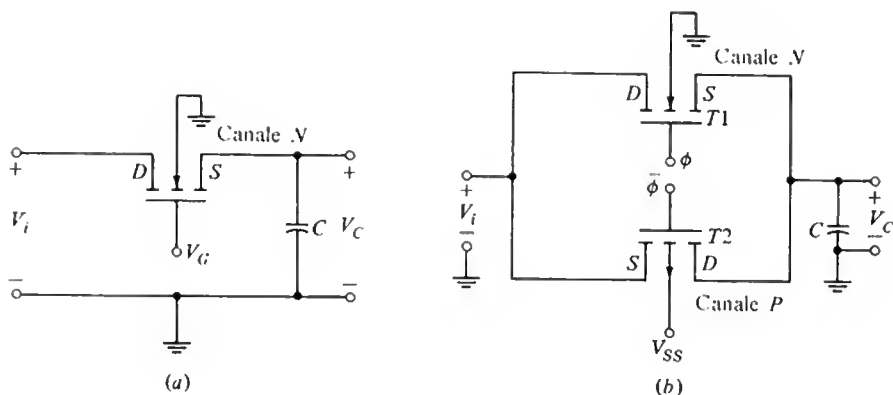 Canale N
D
S
+
+
V_i
V_G
C
V_C
−
−
(a)
Canale N
D
S
T1
ϕ
ϕ̄
+
V_i
−
T2
S
D
C
+
V_C
−
Canale P
V_SS
(b)